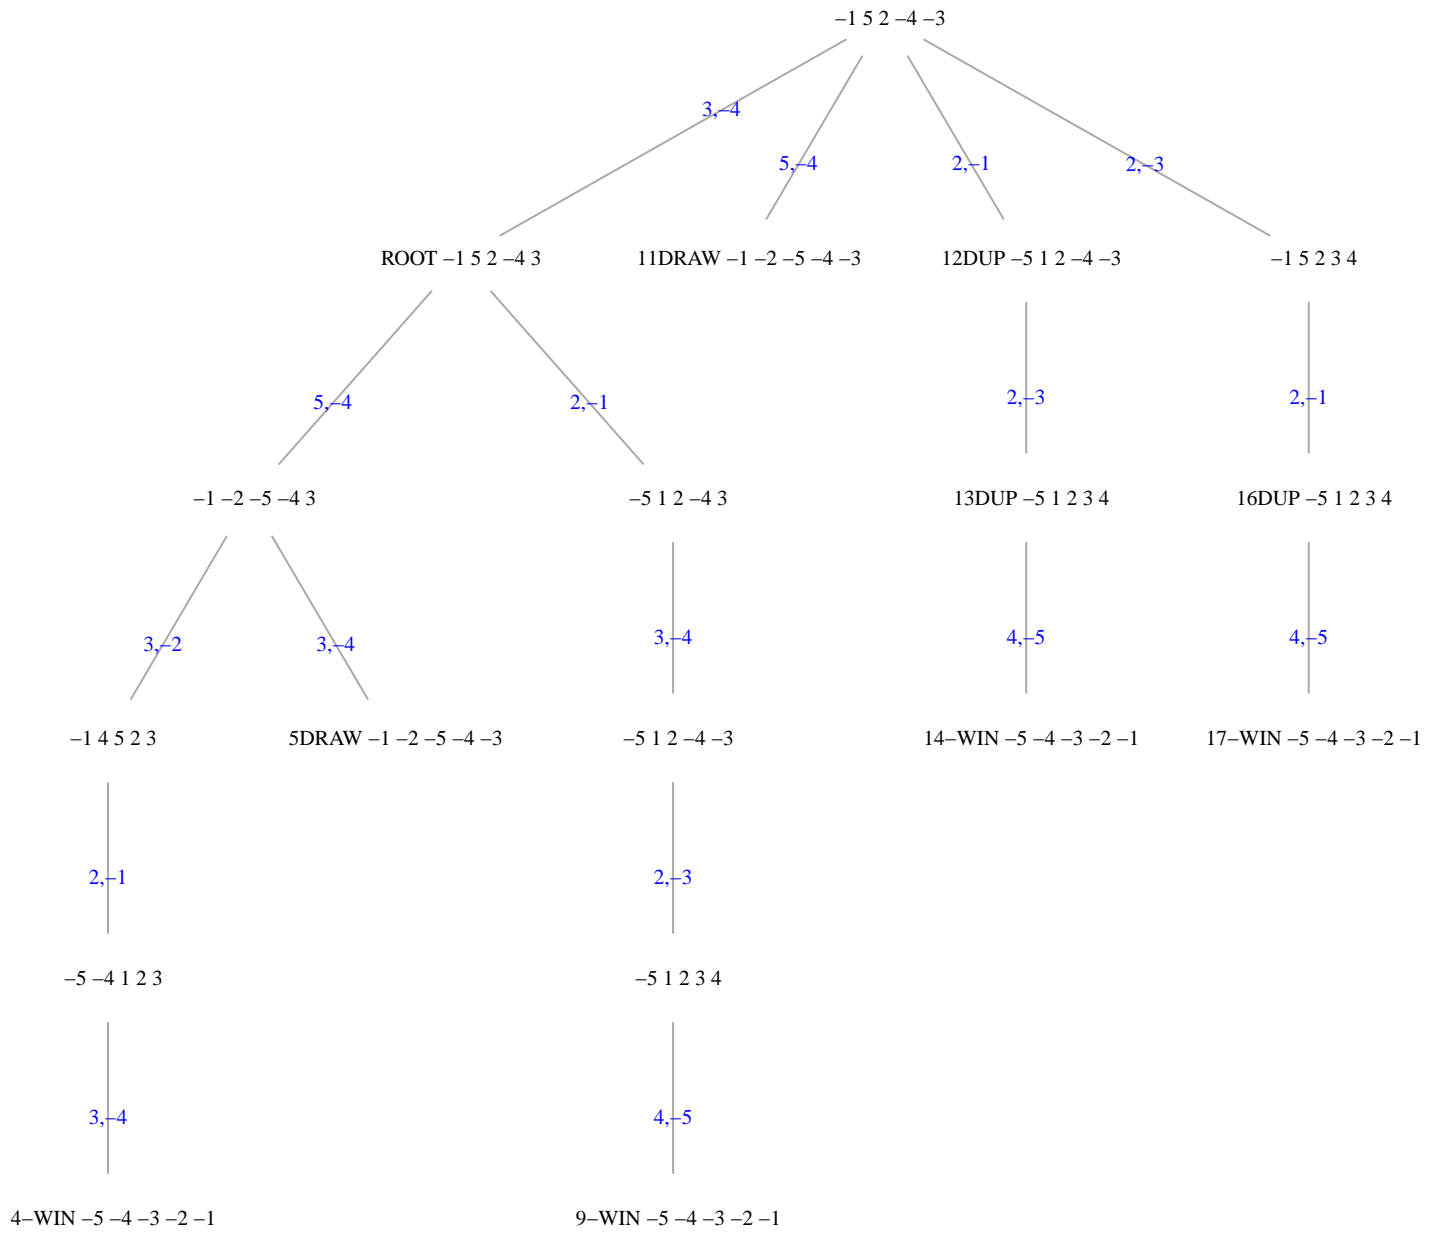 –1 5 2 –4 –3
3,–4
5,–4
2,–1
2,–3
ROOT –1 5 2 –4 3
11DRAW –1 –2 –5 –4 –3
12DUP –5 1 2 –4 –3
–1 5 2 3 4
5,–4
2,–1
2,–3
2,–1
–1 –2 –5 –4 3
–5 1 2 –4 3
13DUP –5 1 2 3 4
16DUP –5 1 2 3 4
3,–2
3,–4
3,–4
4,–5
4,–5
–1 4 5 2 3
5DRAW –1 –2 –5 –4 –3
–5 1 2 –4 –3
14–WIN –5 –4 –3 –2 –1
17–WIN –5 –4 –3 –2 –1
2,–1
2,–3
–5 –4 1 2 3
–5 1 2 3 4
3,–4
4,–5
4–WIN –5 –4 –3 –2 –1
9–WIN –5 –4 –3 –2 –1